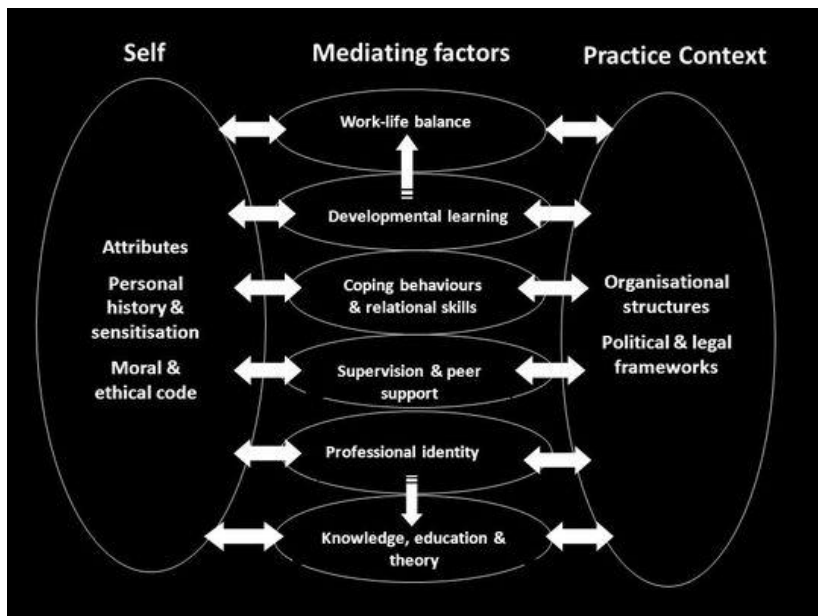 Self
Mediating factors
Practice Context
Work-life balance
Developmental learning
Attributes
Personal
history &
sensitisation
Moral &
ethical code
Coping behaviours
& relational skills
Supervision & peer
support
Professional identity
Knowledge, education &
theory
Organisational
structures
Political & legal
frameworks